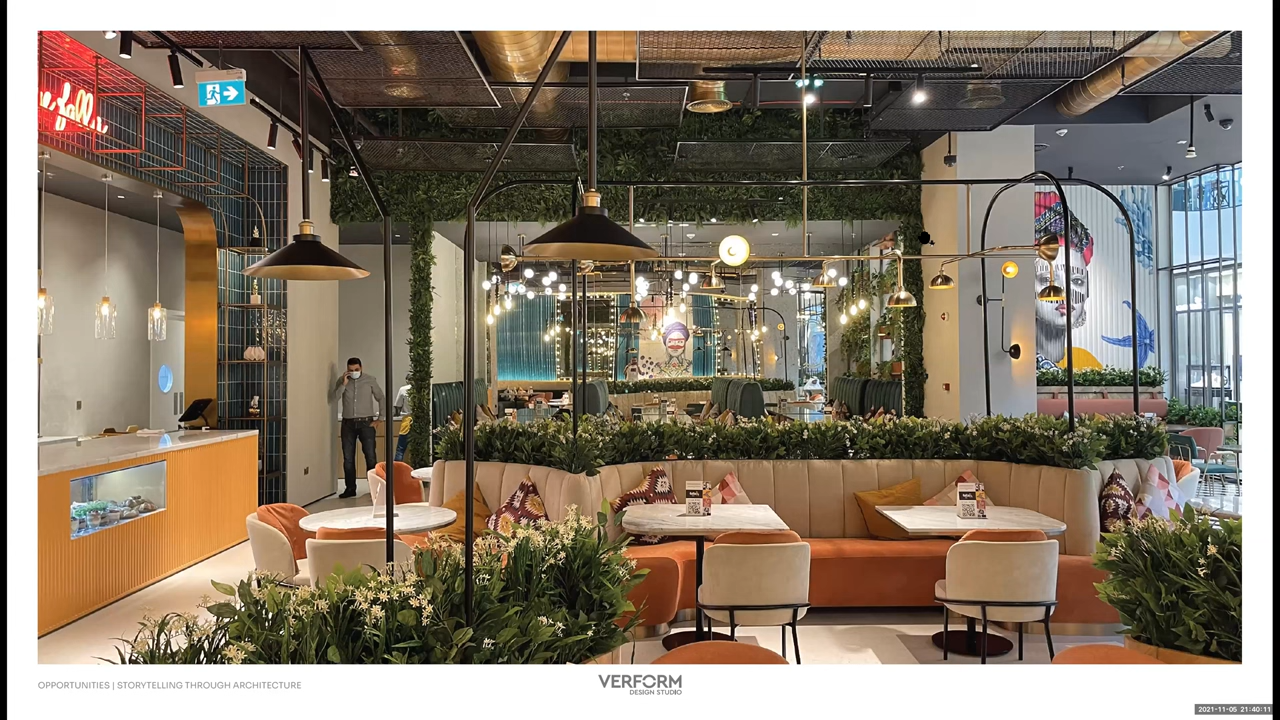 OPPORTUNITIES | STORYTELLING THROUGH ARCHITECTURE
VERFORM
DESIGN STUDIO
2021-11-05 21:40:11